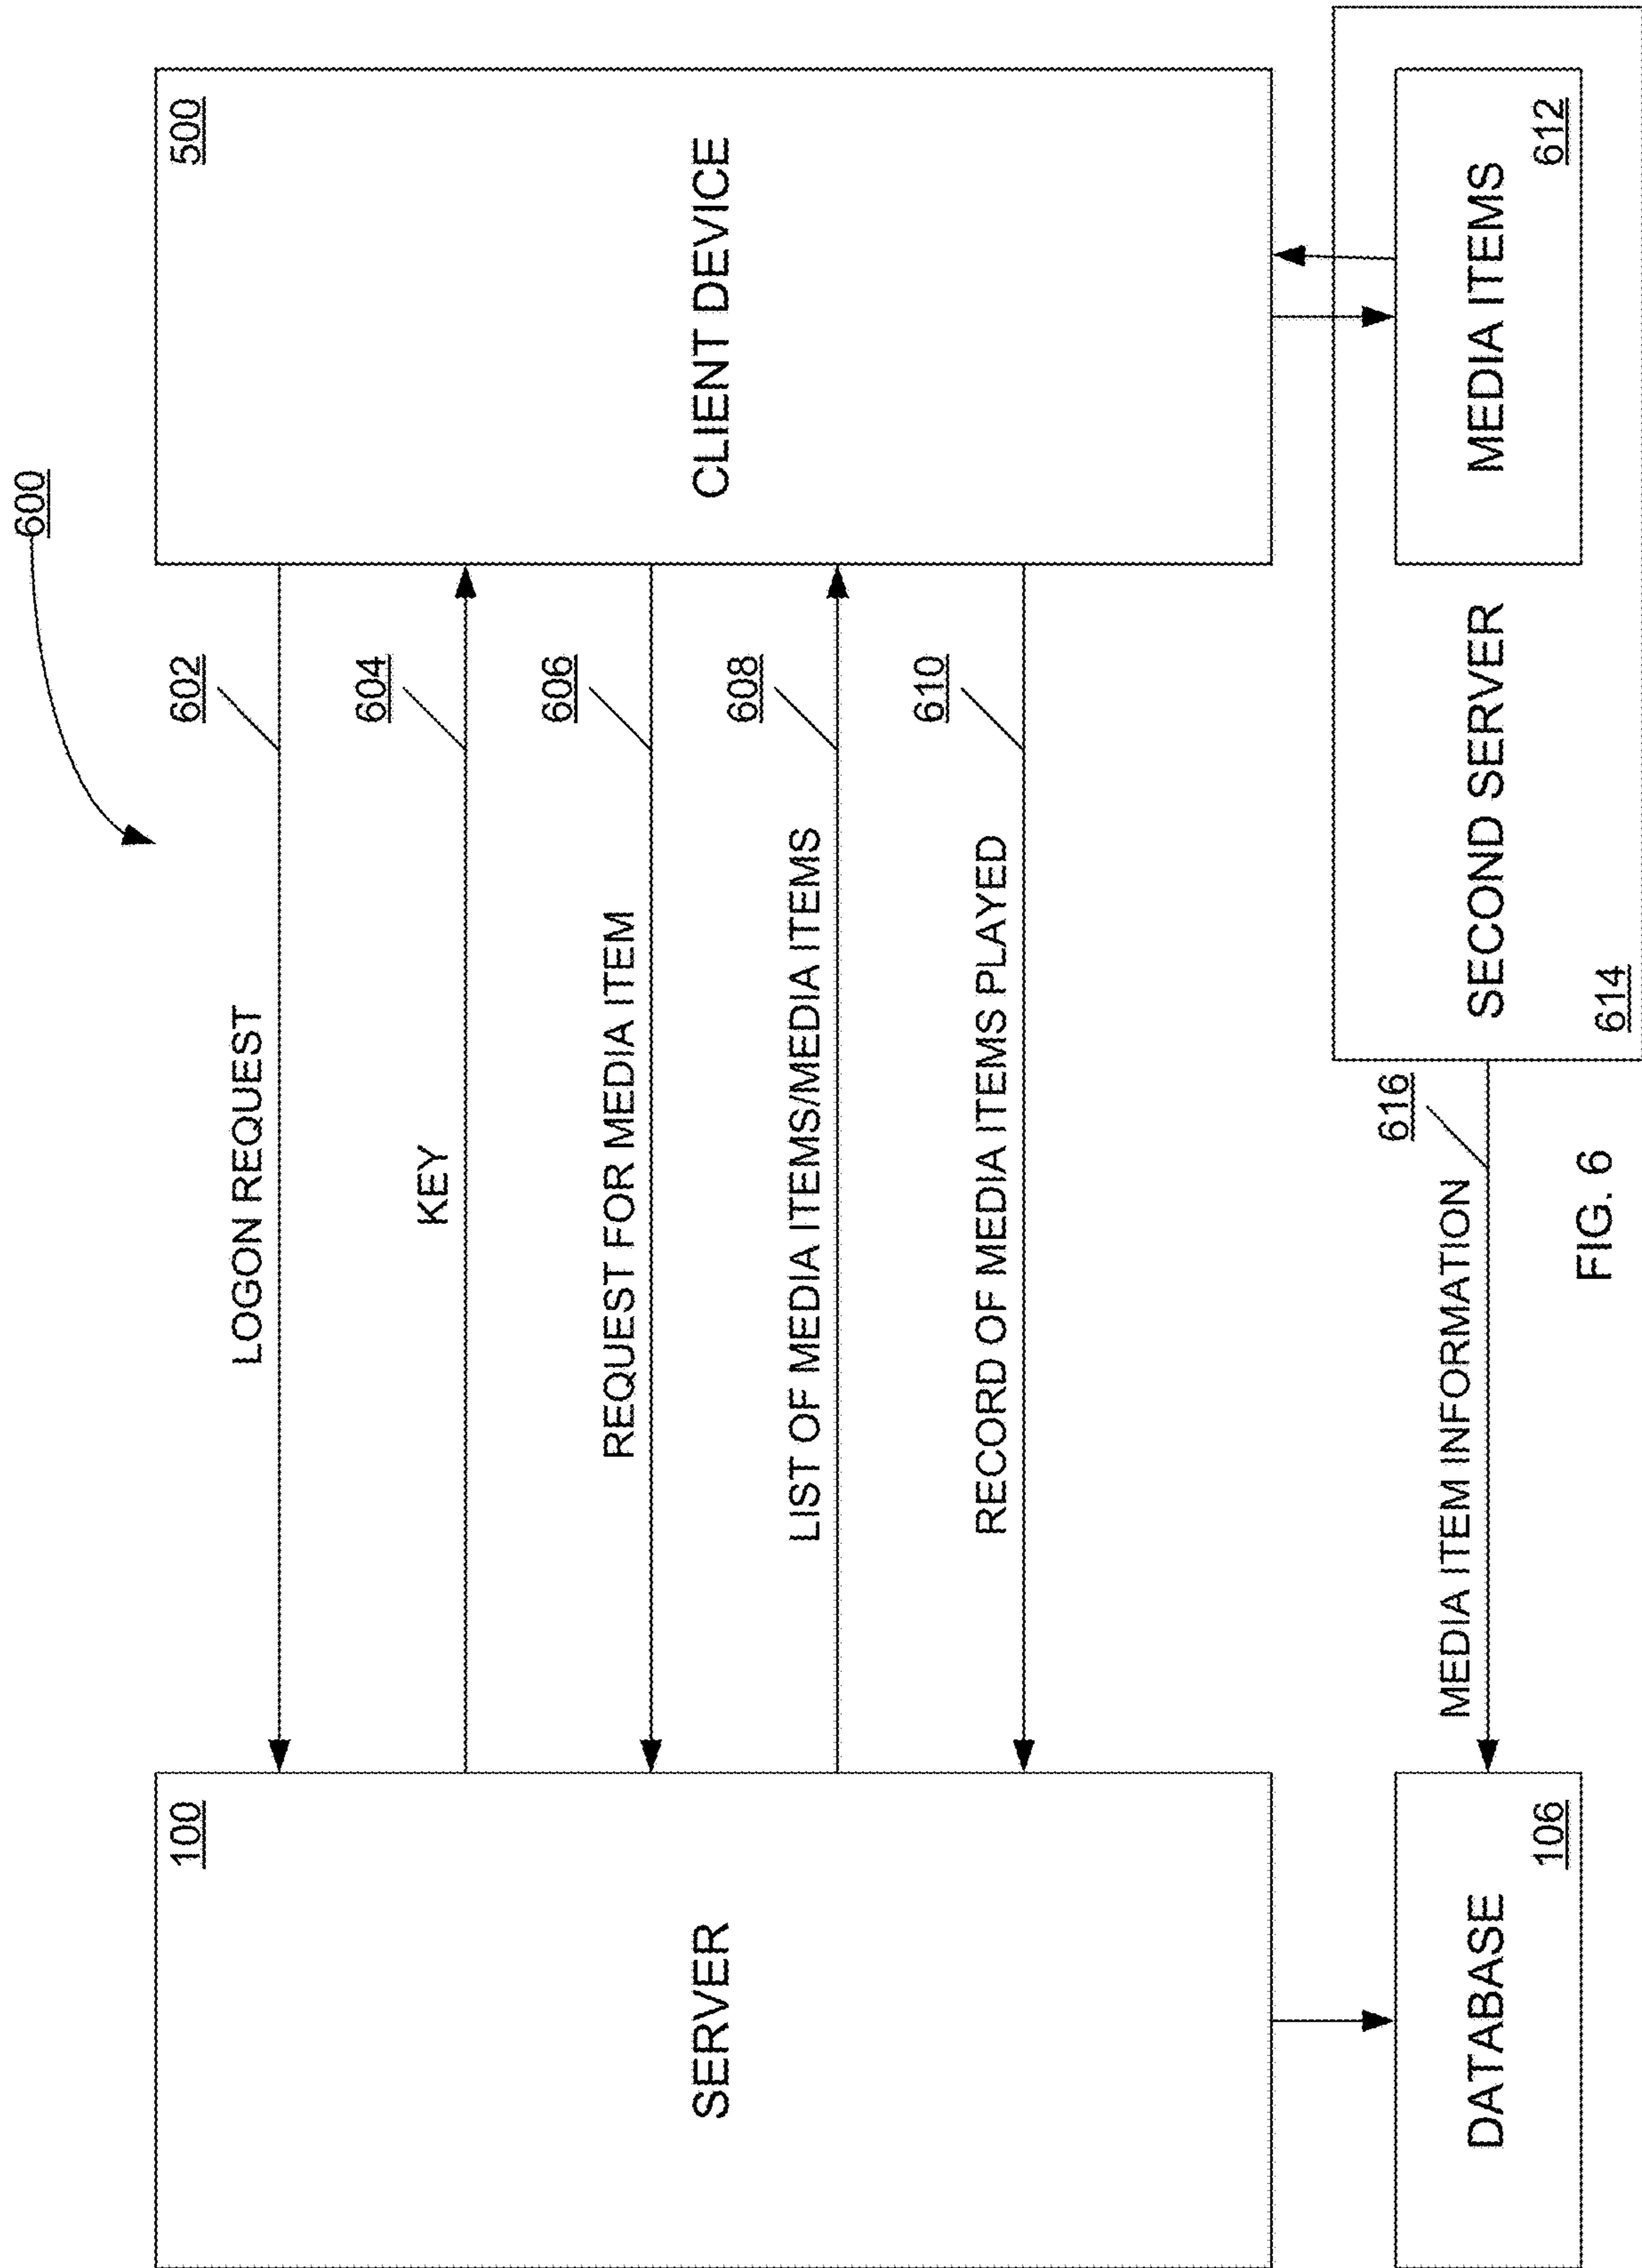 600
100
SERVER
500
CLIENT DEVICE
602
LOGON REQUEST
604
KEY
606
REQUEST FOR MEDIA ITEM
608
LIST OF MEDIA ITEMS/MEDIA ITEMS
610
RECORD OF MEDIA ITEMS PLAYED
DATABASE
106
MEDIA ITEM INFORMATION
616
SECOND SERVER
614
MEDIA ITEMS
612
FIG. 6